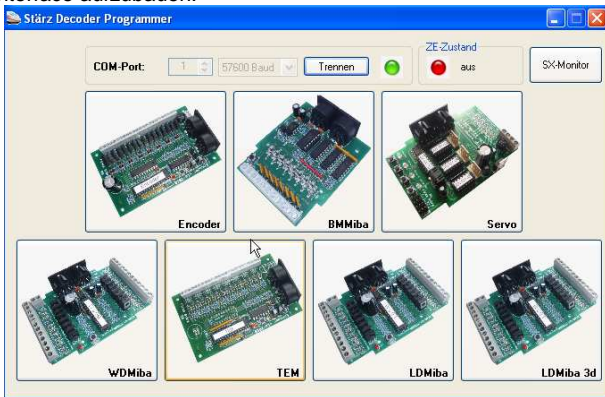 Stärz Decoder Programmer
ZE-Zustand
COM-Port: 1 57600 Baud Trennen aus SX-Monitor
Encoder BMMiba Servo
WDMiba TEM LDMiba LDMiba 3d